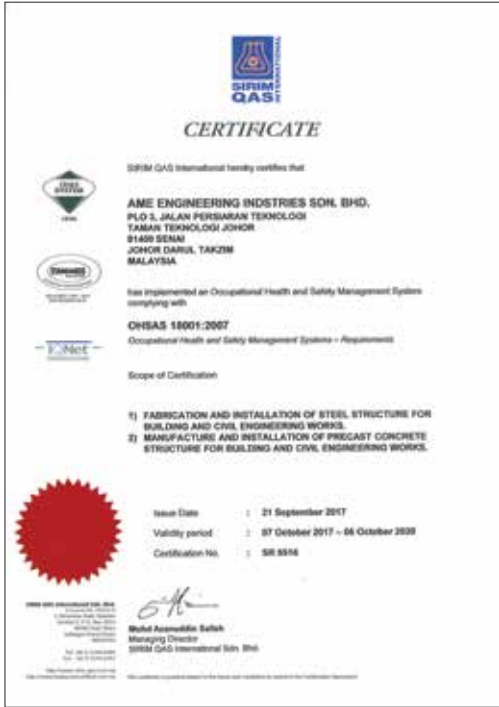 SIRIM
QAS
INTERNATIONAL
CERTIFICATE
SIRIM QAS International hereby certifies that
AME ENGINEERING INDSTRIES SDN. BHD.
PLO 3, JALAN PERSIARAN TEKNOLOGI
TAMAN TEKNOLOGI JOHOR
81400 SENAI
JOHOR DARUL TAKZIM
MALAYSIA
has implemented an Occupational Health and Safety Management System
complying with
OHSAS 18001:2007
Occupational Health and Safety Management Systems – Requirements
Scope of Certification
1) FABRICATION AND INSTALLATION OF STEEL STRUCTURE FOR
BUILDING AND CIVIL ENGINEERING WORKS.
2) MANUFACTURE AND INSTALLATION OF PRECAST CONCRETE
STRUCTURE FOR BUILDING AND CIVIL ENGINEERING WORKS.
STANDARDS
IQNet
Issue Date : 21 September 2017
Validity period : 07 October 2017 – 06 October 2020
Certification No. : SR
Managing Director
SIRIM QAS International Sdn. Bhd.